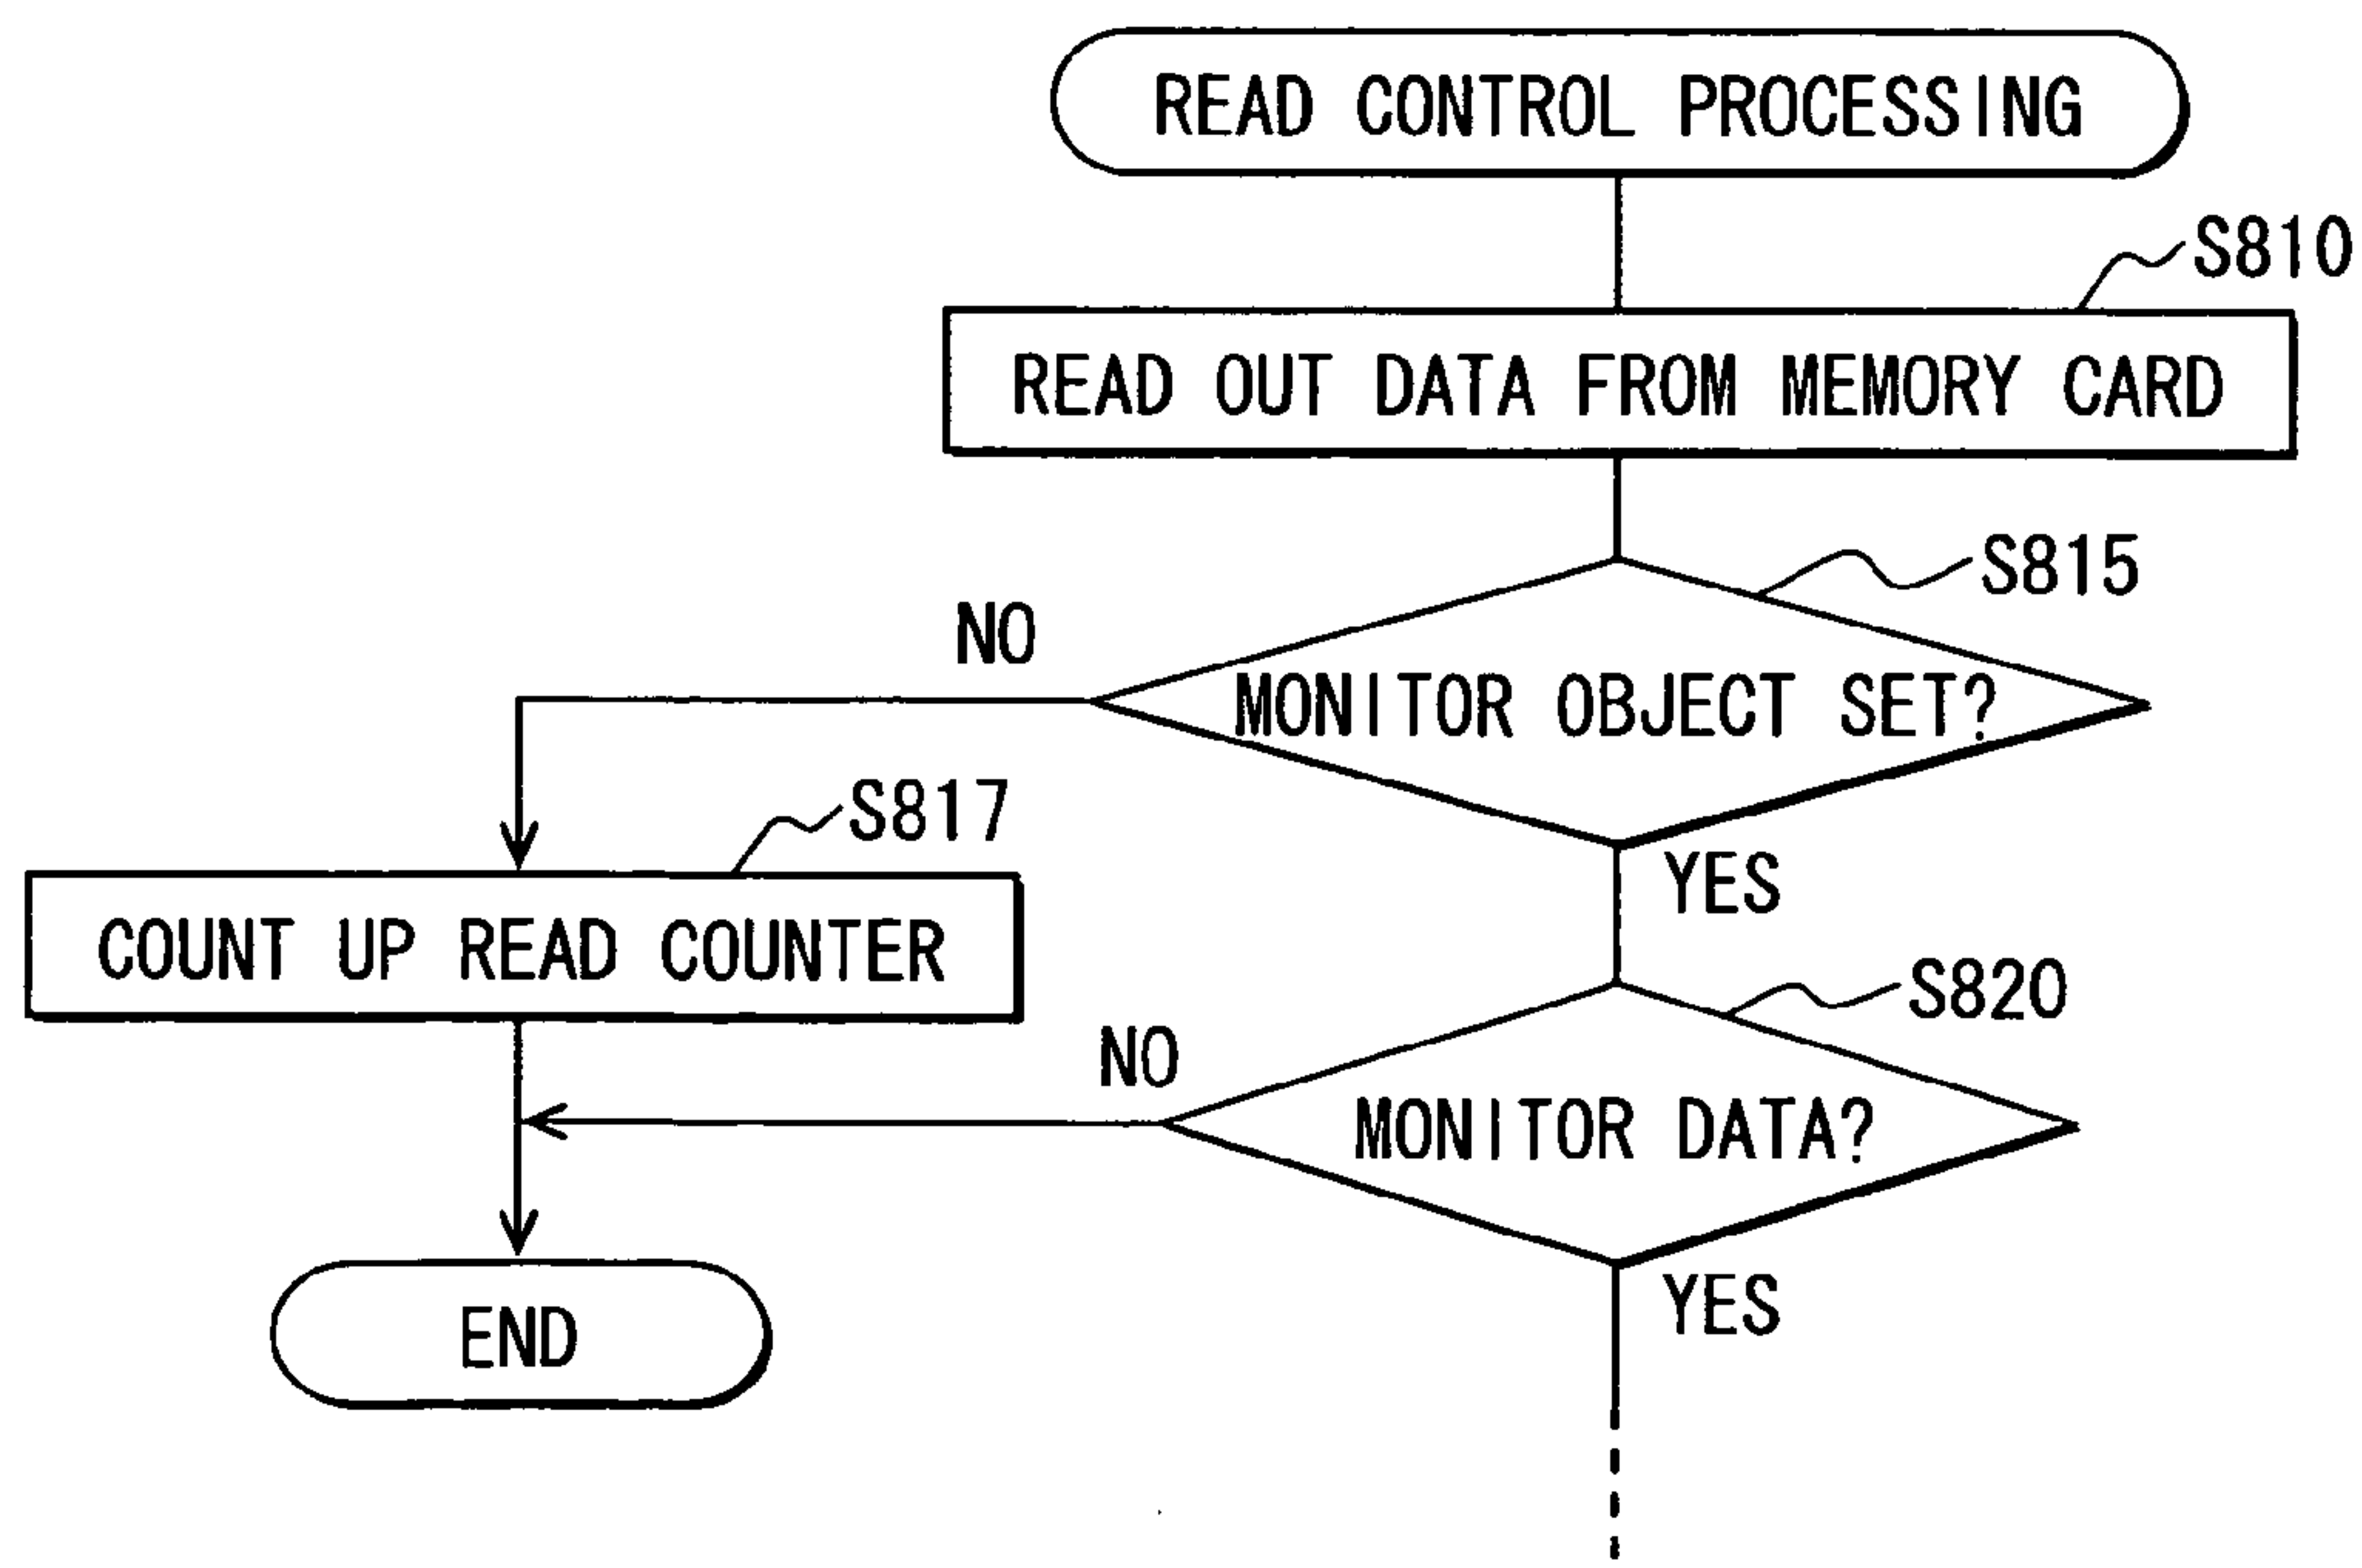 READ CONTROL PROCESSING
S810
READ OUT DATA FROM MEMORY CARD
S815
NO
MONITOR OBJECT SET?
S817
YES
COUNT UP READ COUNTER
S820
NO
MONITOR DATA?
YES
END